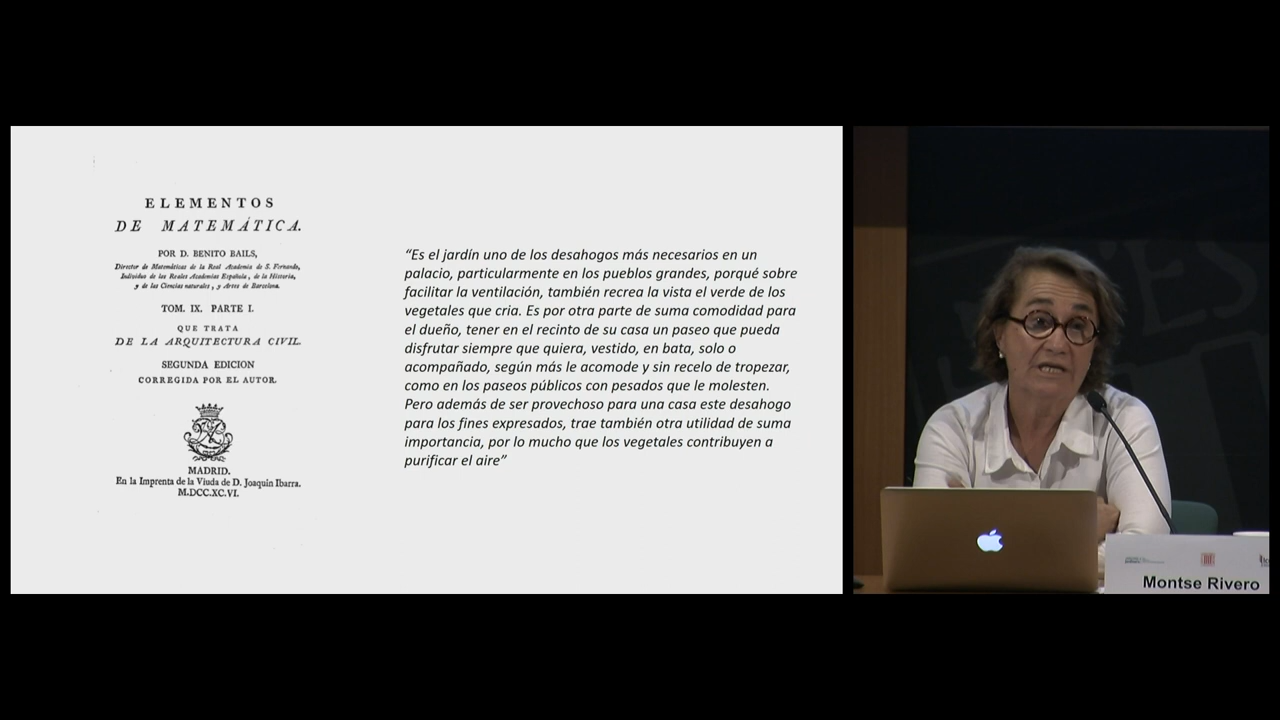 ELEMENTOS
DE MATEMÁTICA.
POR D. BENITO BAILS,
Director de Matemáticas de la Real Academia de S. Fernando,
Individuo de las Reales Academias Española, de la Historia,
y de las Ciencias naturales, y Artes de Barcelona.
TOM. IX. PARTE I.
QUE TRATA
DE LA ARQUITECTURA CIVIL.
SEGUNDA EDICION
CORREGIDA POR EL AUTOR.
MADRID.
En la Imprenta de la Viuda de D. Joaquin Ibarra.
M.DCC.XC.VI.
“Es el jardín uno de los desahogos más necesarios en un
palacio, particularmente en los pueblos grandes, porqué sobre
facilitar la ventilación, también recrea la vista el verde de los
vegetales que cria. Es por otra parte de suma comodidad para
el dueño, tener en el recinto de su casa un paseo que pueda
disfrutar siempre que quiera, vestido, en bata, solo o
acompañado, según más le acomode y sin recelo de tropezar,
como en los paseos públicos con pesados que le molesten.
Pero además de ser provechoso para una casa este desahogo
para los fines expresados, trae también otra utilidad de suma
importancia, por lo mucho que los vegetales contribuyen a
purificar el aire”
Montse Rivero